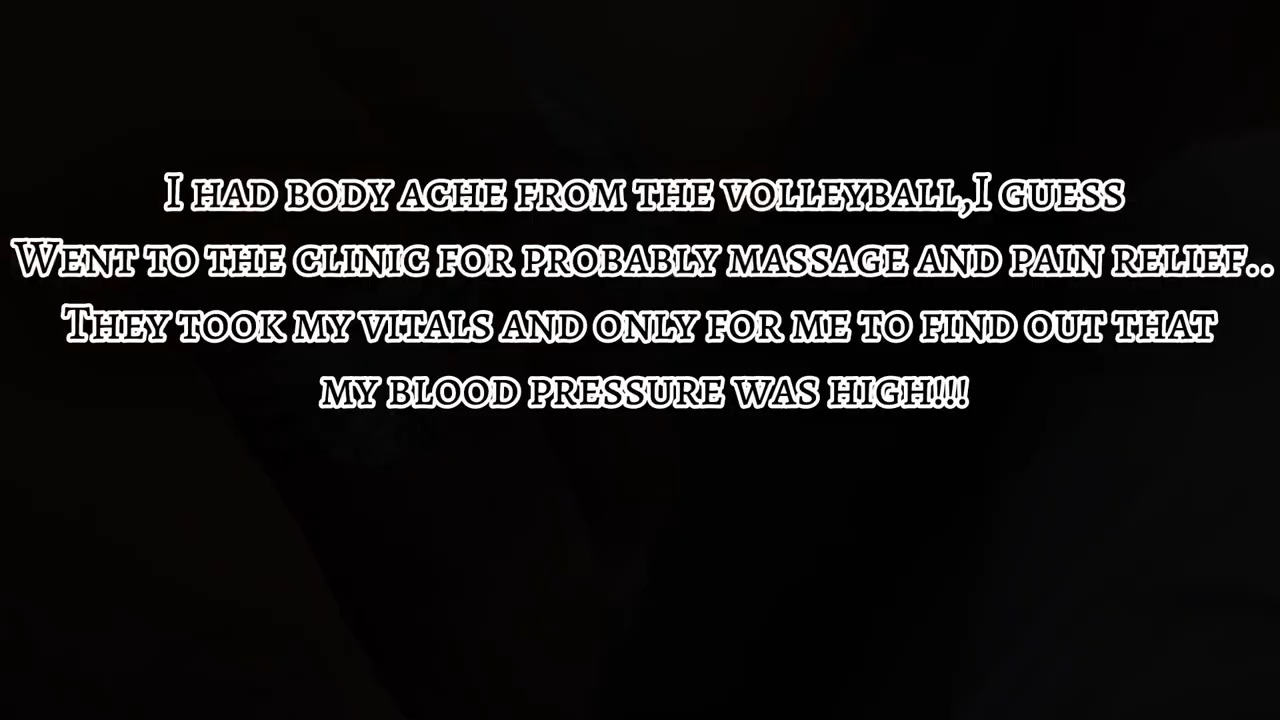 I had body ache from the volleyball,I guess
Went to the clinic for probably massage and pain relief..
They took my vitals and only for me to find out that
my blood pressure was high!!!